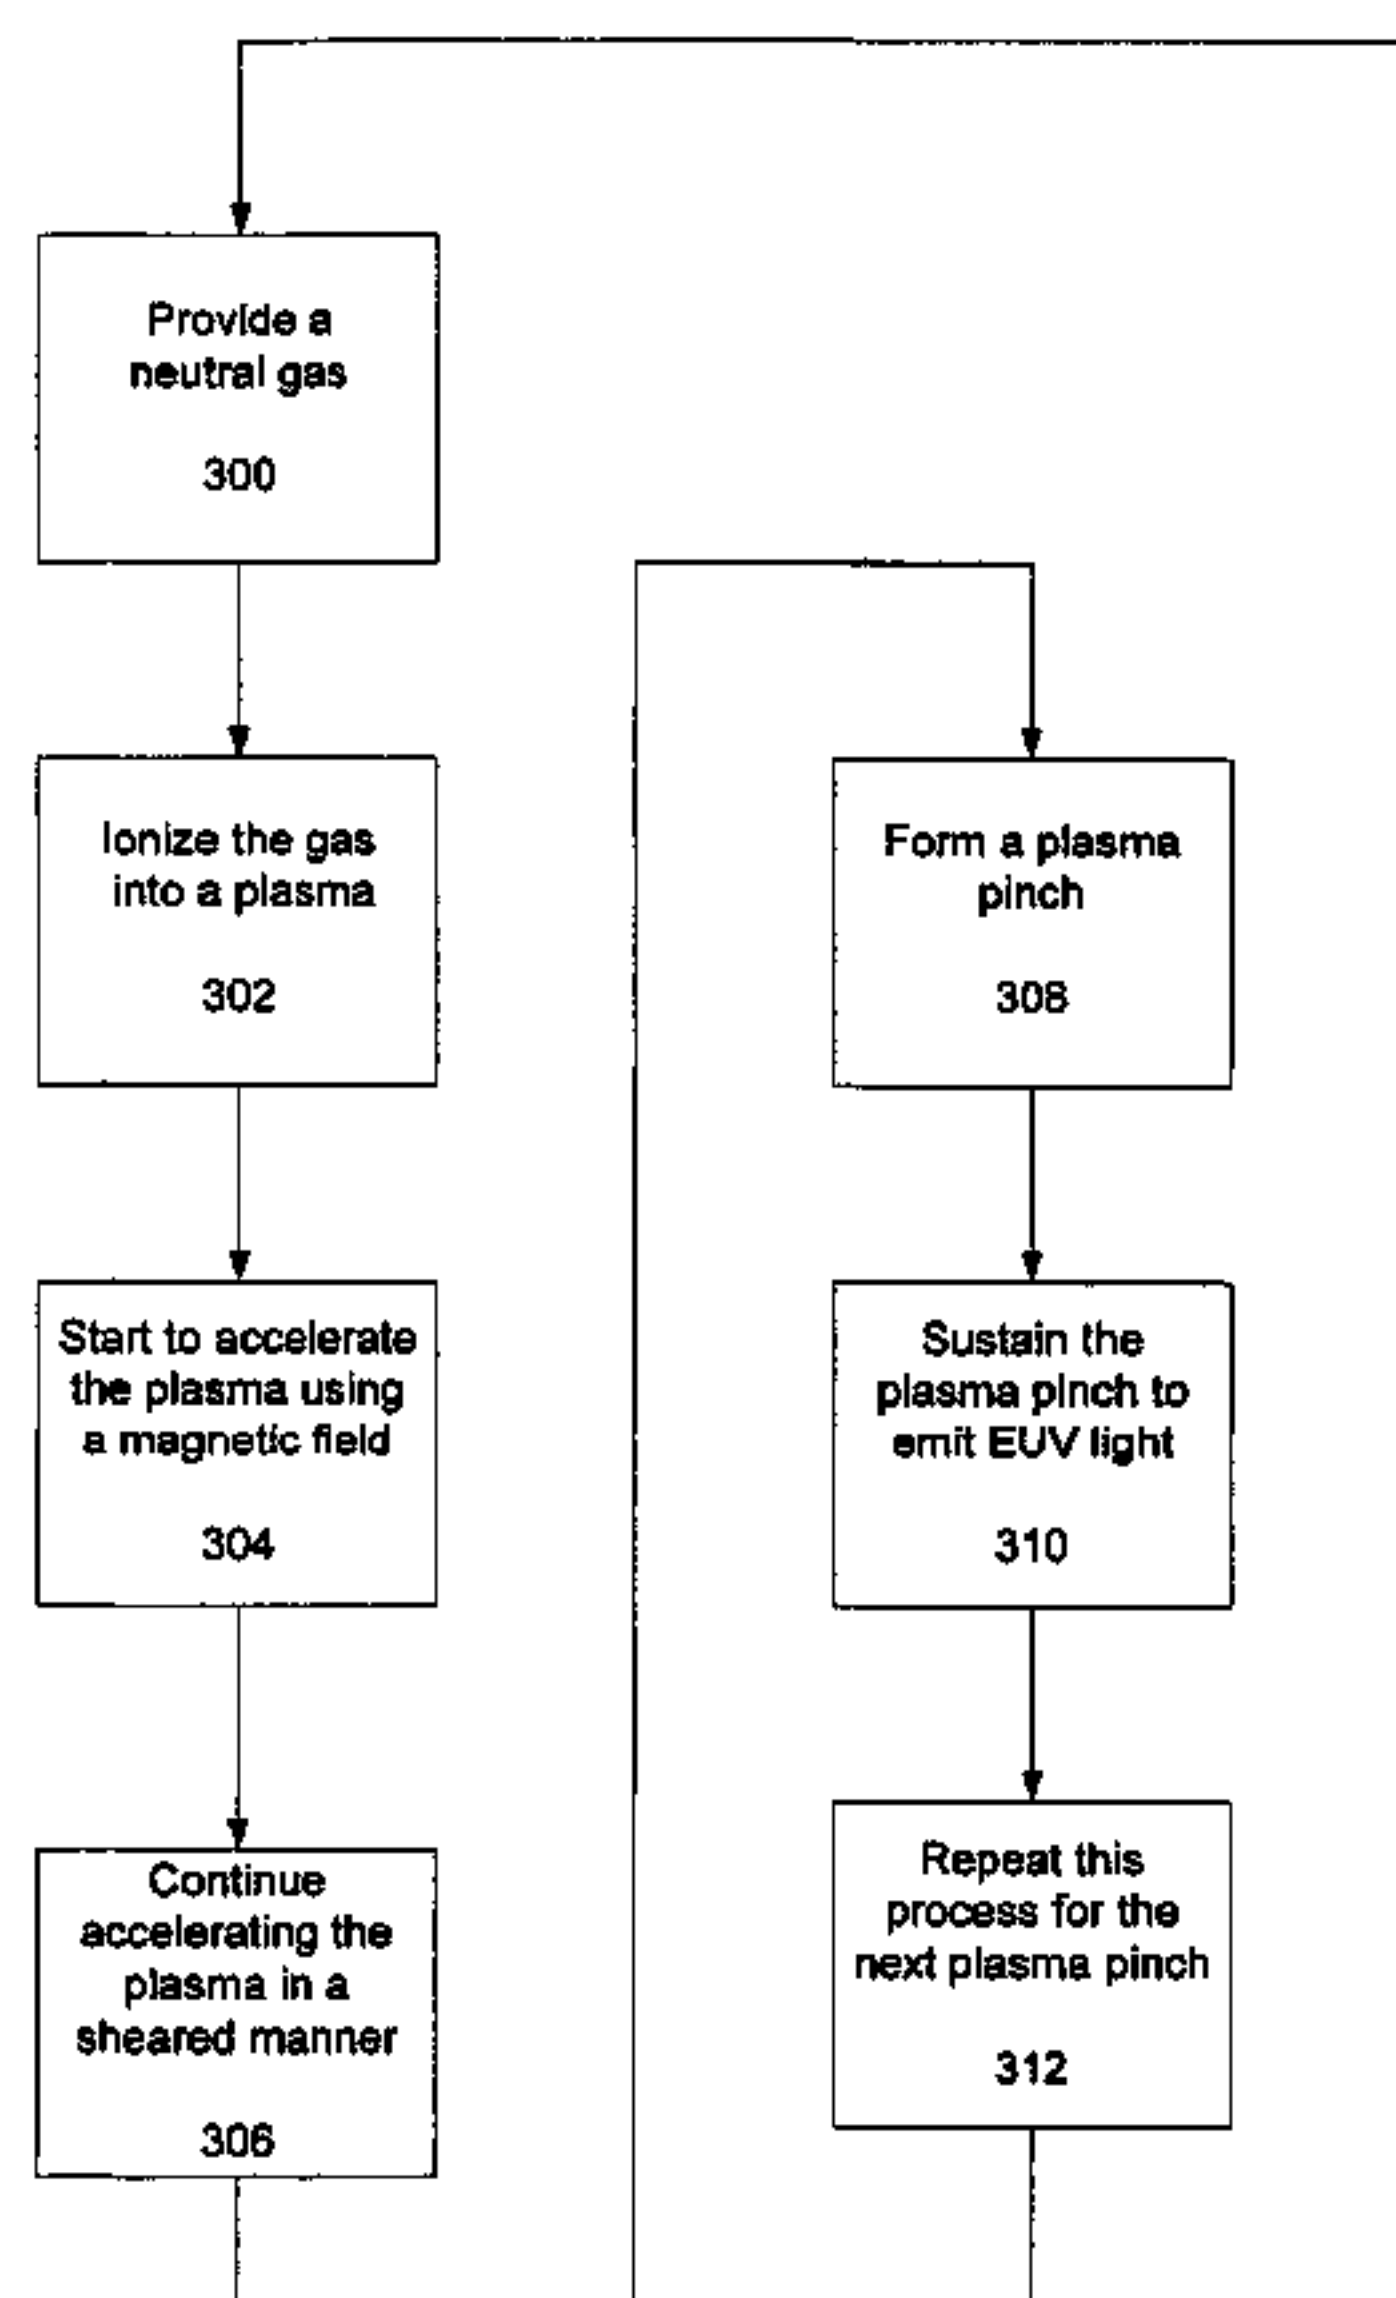 Provide a
neutral gas
300
Ionize the gas
into a plasma
302
Start to accelerate
the plasma using
a magnetic field
304
Continue
accelerating the
plasma in a
sheared manner
306
Form a plasma
pinch
308
Sustain the
plasma pinch to
emit EUV light
310
Repeat this
process for the
next plasma pinch
312